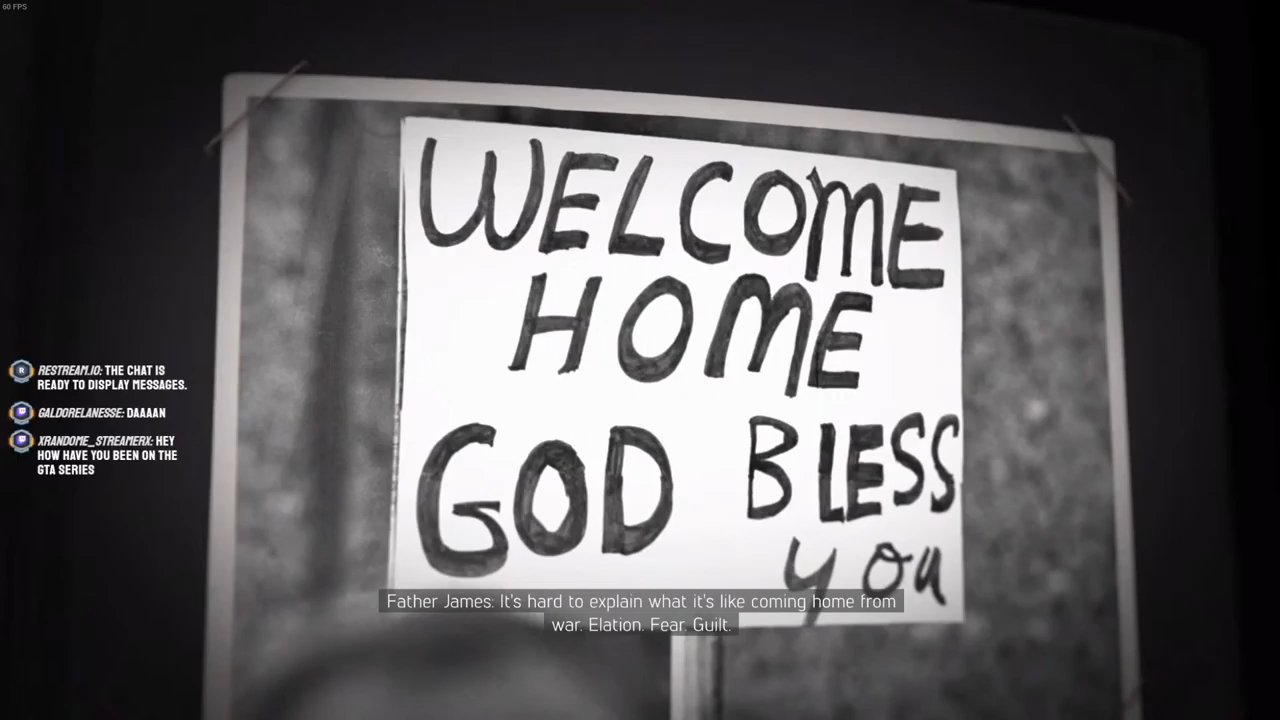 60 FPS
WELCOME
HOME
GOD BLESS
you
RESTREAM.IO: THE CHAT IS
READY TO DISPLAY MESSAGES.
GALDORELANESSE: DAAAAN
XRANDOME_STREAMERX: HEY
HOW HAVE YOU BEEN ON THE
GTA SERIES
Father James: It's hard to explain what it's like coming home from
war. Elation. Fear. Guilt.